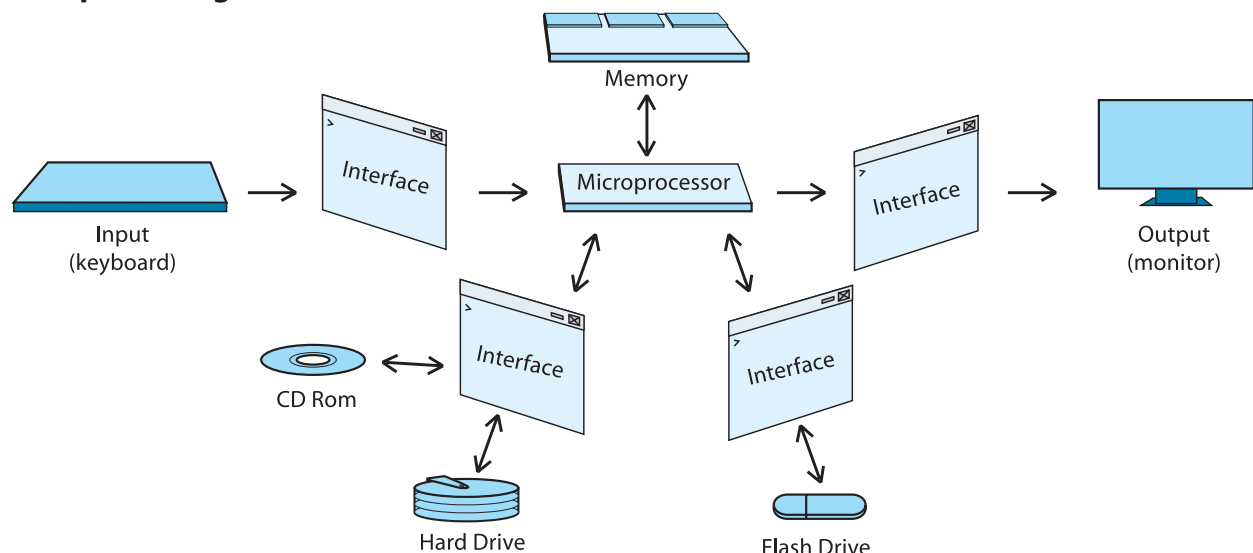 Memory
Interface
Microprocessor
Interface
Input
(keyboard)
Output
(monitor)
Interface
Interface
CD Rom
Hard Drive
Flash Drive